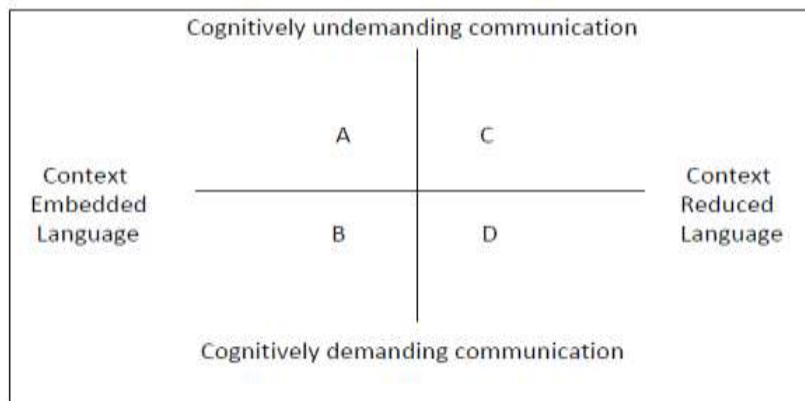 Cognitively undemanding communication
A
C
Context
Embedded
Language
Context
Reduced
Language
B
D
Cognitively demanding communication